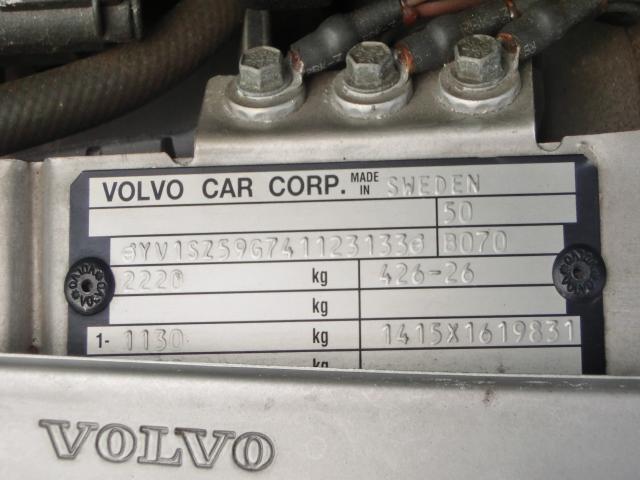 VOLVO CAR CORP. MADE IN SWEDEN
50
YV1SZ59G741123133 B070
2220 kg 426-26
kg
1- 1130 kg 1415X1619831
kg
VOLVO